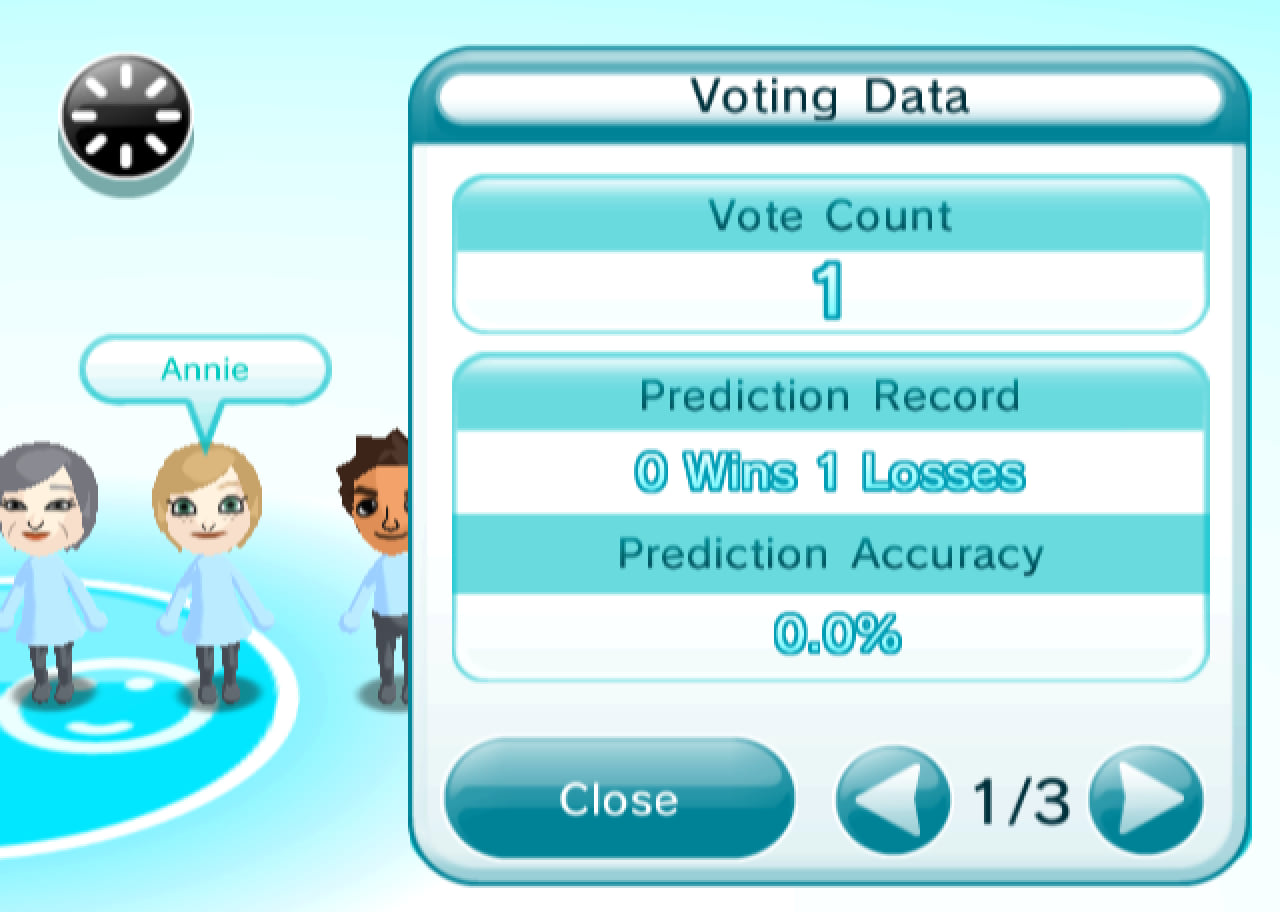 Voting Data
Vote Count
1
Annie
Prediction Record
0 Wins 1 Losses
Prediction Accuracy
0.0%
Close
1/3